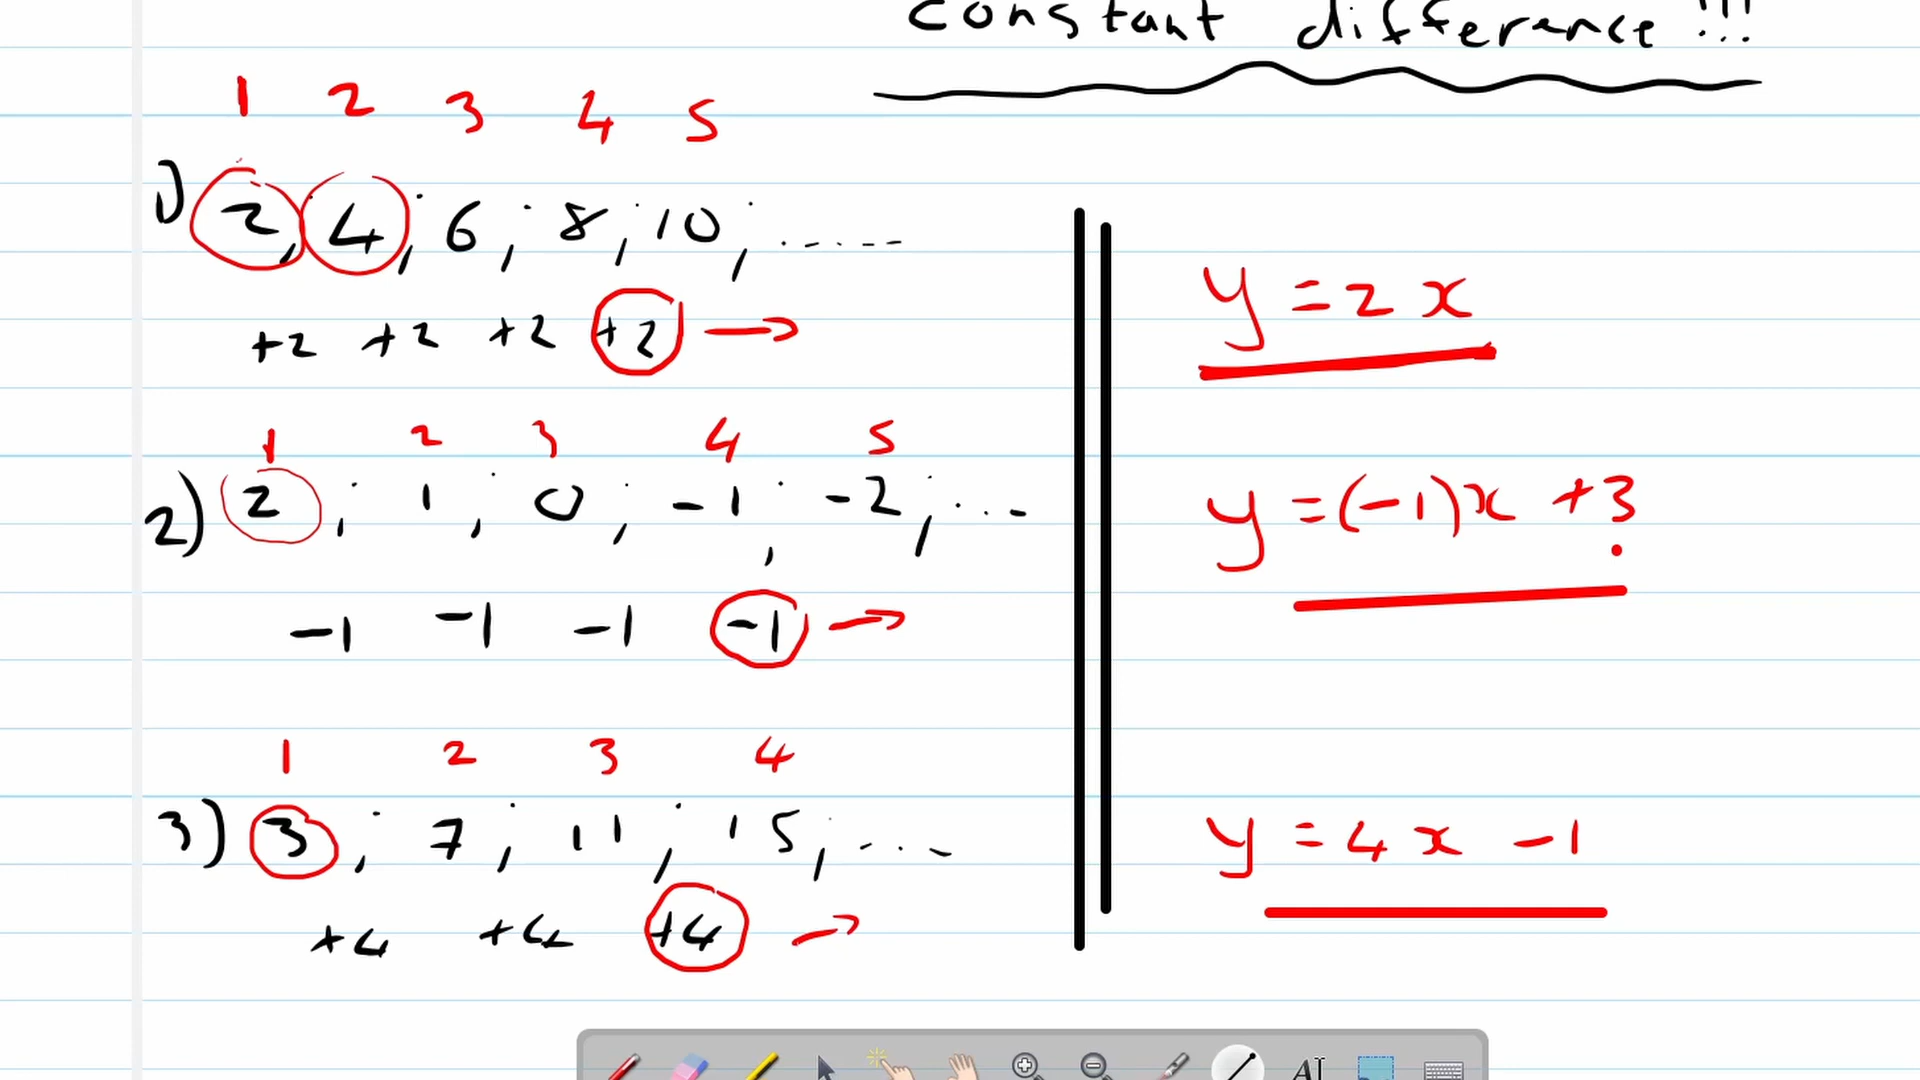 constant difference!!!
1 2 3 4 5
1) 2; 4; 6; 8; 10; .....
+2 +2 +2 +2 →
y = 2x
1 2 3 4 5
2) 2; 1; 0; -1; -2; ...
y = (-1)x + 3
-1 -1 -1 -1 →
1 2 3 4
3) 3; 7; 11; 15; ...
y = 4x - 1
+4 +4 +4 →
AI